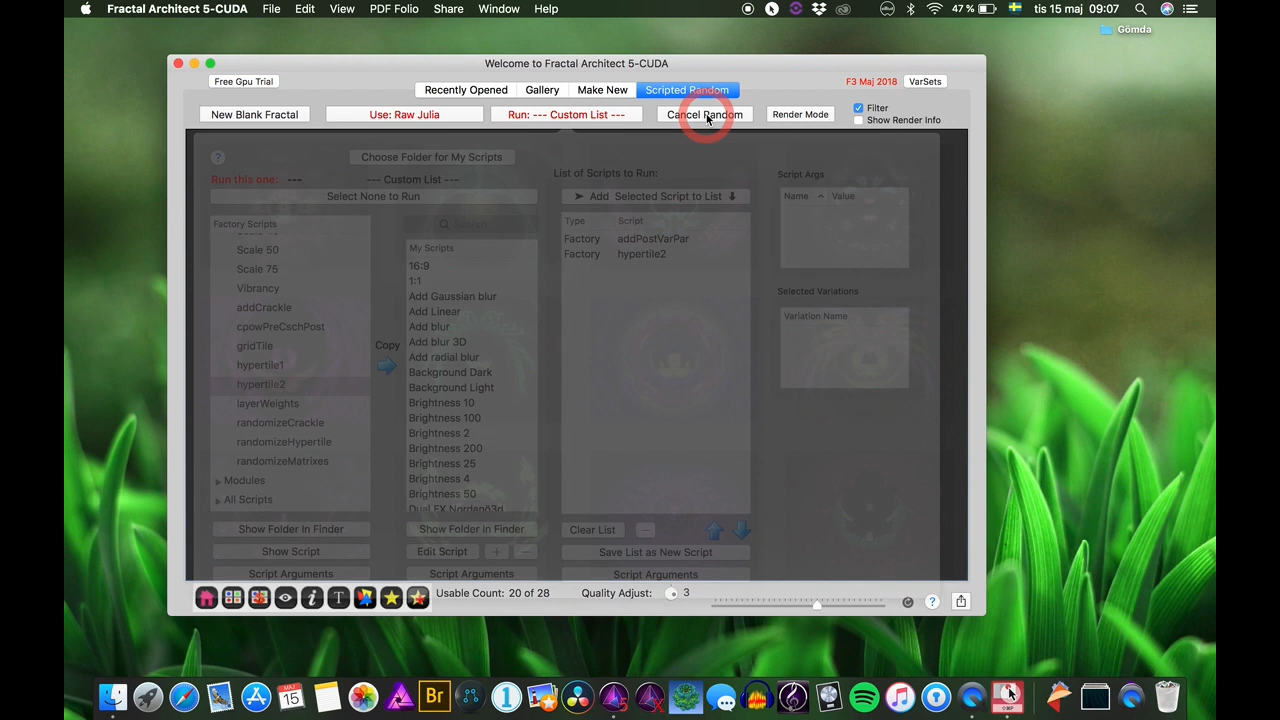 Fractal Architect 5-CUDA File Edit View PDF Folio Share Window Help 47 % tis 15 maj 09:07
Gömda
Welcome to Fractal Architect 5-CUDA
Free Gpu Trial
F3 Maj 2018 VarSets
Recently Opened Gallery Make New Scripted Random
New Blank Fractal Use: Raw Julia Run: --- Custom List --- Cancel Random Render Mode
Filter
Show Render Info
? Choose Folder for My Scripts
List of Scripts to Run:
Script Args
Run this one: --- --- Custom List ---
Select None to Run
Add Selected Script to List
Name Value
Factory Scripts
Search
Type Script
Scale 50
Scale 75
Vibrancy
addCrackle
cpowPreCschPost
gridTile
hypertile1
hypertile2
layerWeights
randomizeCrackle
randomizeHypertile
randomizeMatrixes
Modules
All Scripts
Copy
My Scripts
16:9
1:1
Add Gaussian blur
Add Linear
Add blur
Add blur 3D
Add radial blur
Background Dark
Background Light
Brightness 10
Brightness 100
Brightness 2
Brightness 200
Brightness 25
Brightness 4
Brightness 50
Factory addPostVarPar
Factory hypertile2
Selected Variations
Variation Name
Show Folder In Finder Show Folder In Finder Clear List
Show Script Edit Script + − Save List as New Script
Script Arguments Script Arguments Script Arguments
Usable Count: 20 of 28 Quality Adjust: 3
?
Br